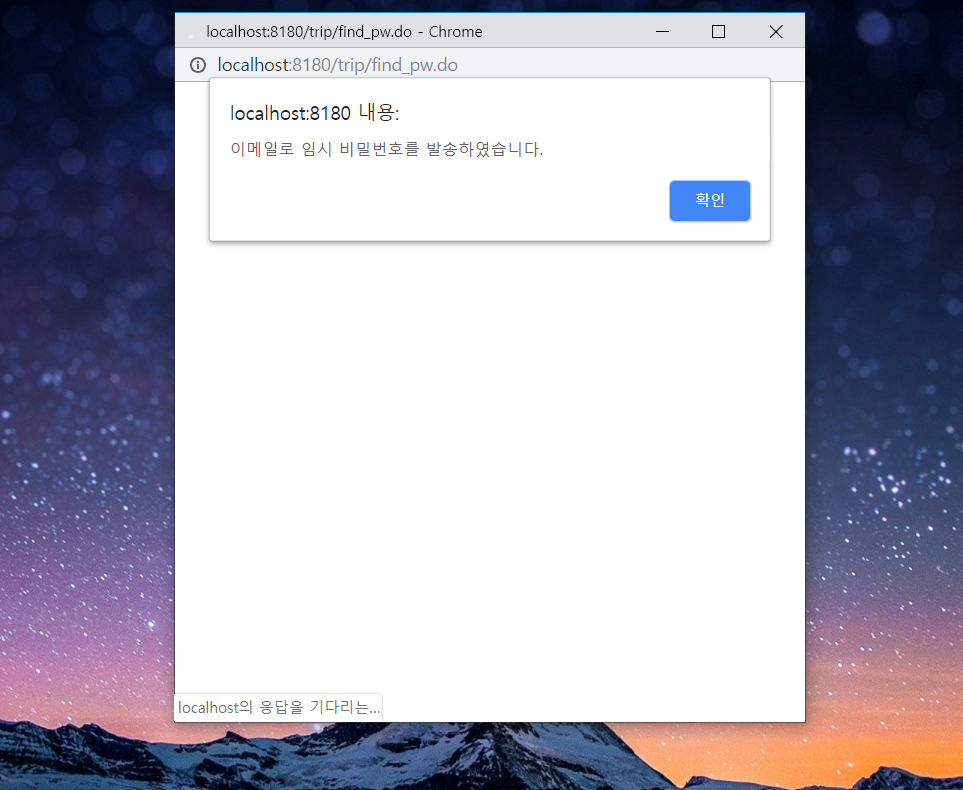 localhost:8180/trip/find_pw.do - Chrome
localhost:8180/trip/find_pw.do
localhost:8180 내용:
이메일로 임시 비밀번호를 발송하였습니다.
확인
localhost의 응답을 기다리는...